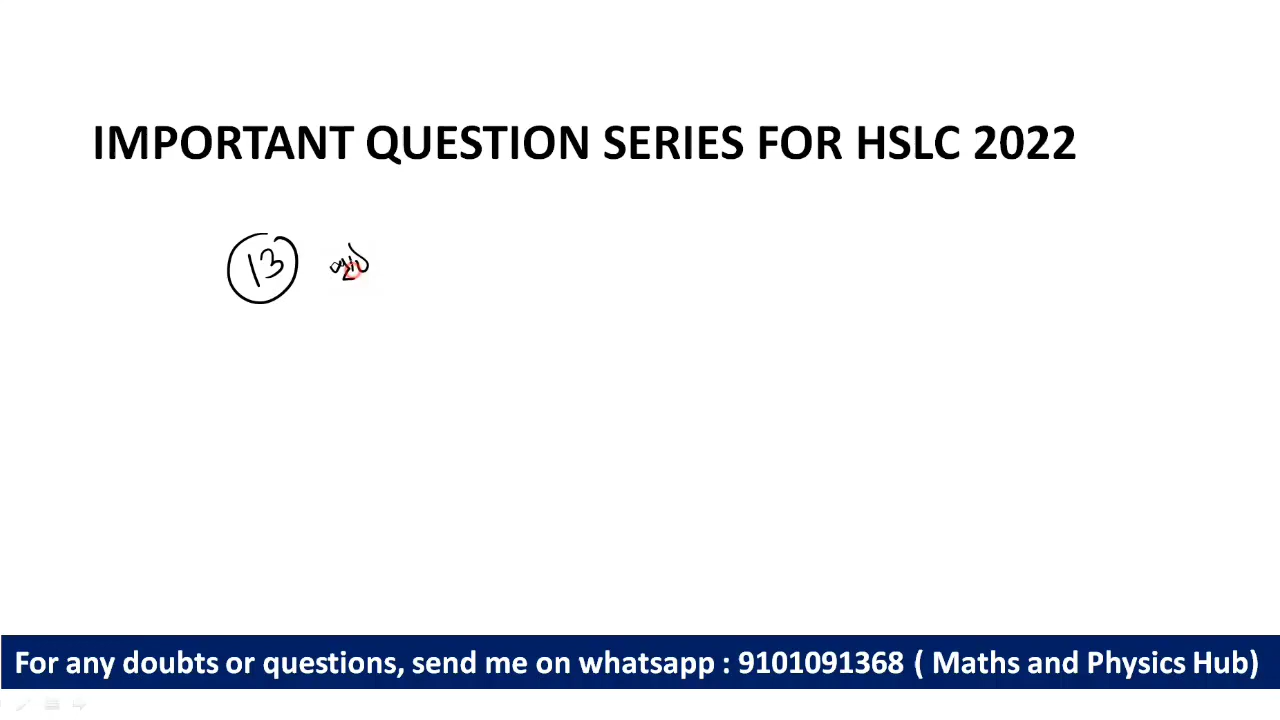 IMPORTANT QUESTION SERIES FOR HSLC 2022
13
For any doubts or questions, send me on whatsapp : 9101091368 ( Maths and Physics Hub)